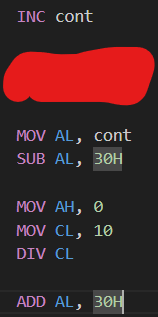 INC cont
MOV AL, cont
SUB AL, 30H
MOV AH, 0
MOV CL, 10
DIV CL
ADD AL, 30H